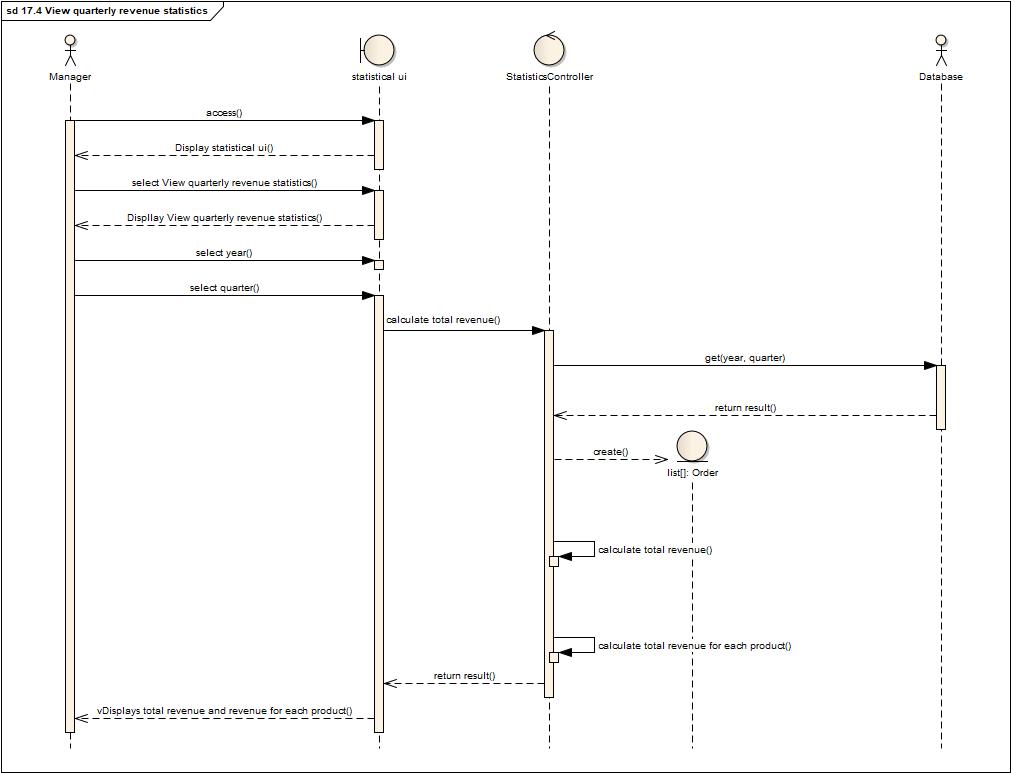 sd 17.4 View quarterly revenue statistics
Manager
statistical ui
StatisticsController
Database
access()
Display statistical ui()
select View quarterly revenue statistics()
Displlay View quarterly revenue statistics()
select year()
select quarter()
calculate total revenue()
get(year, quarter)
return result()
create()
list[]: Order
calculate total revenue()
calculate total revenue for each product()
return result()
vDisplays total revenue and revenue for each product()